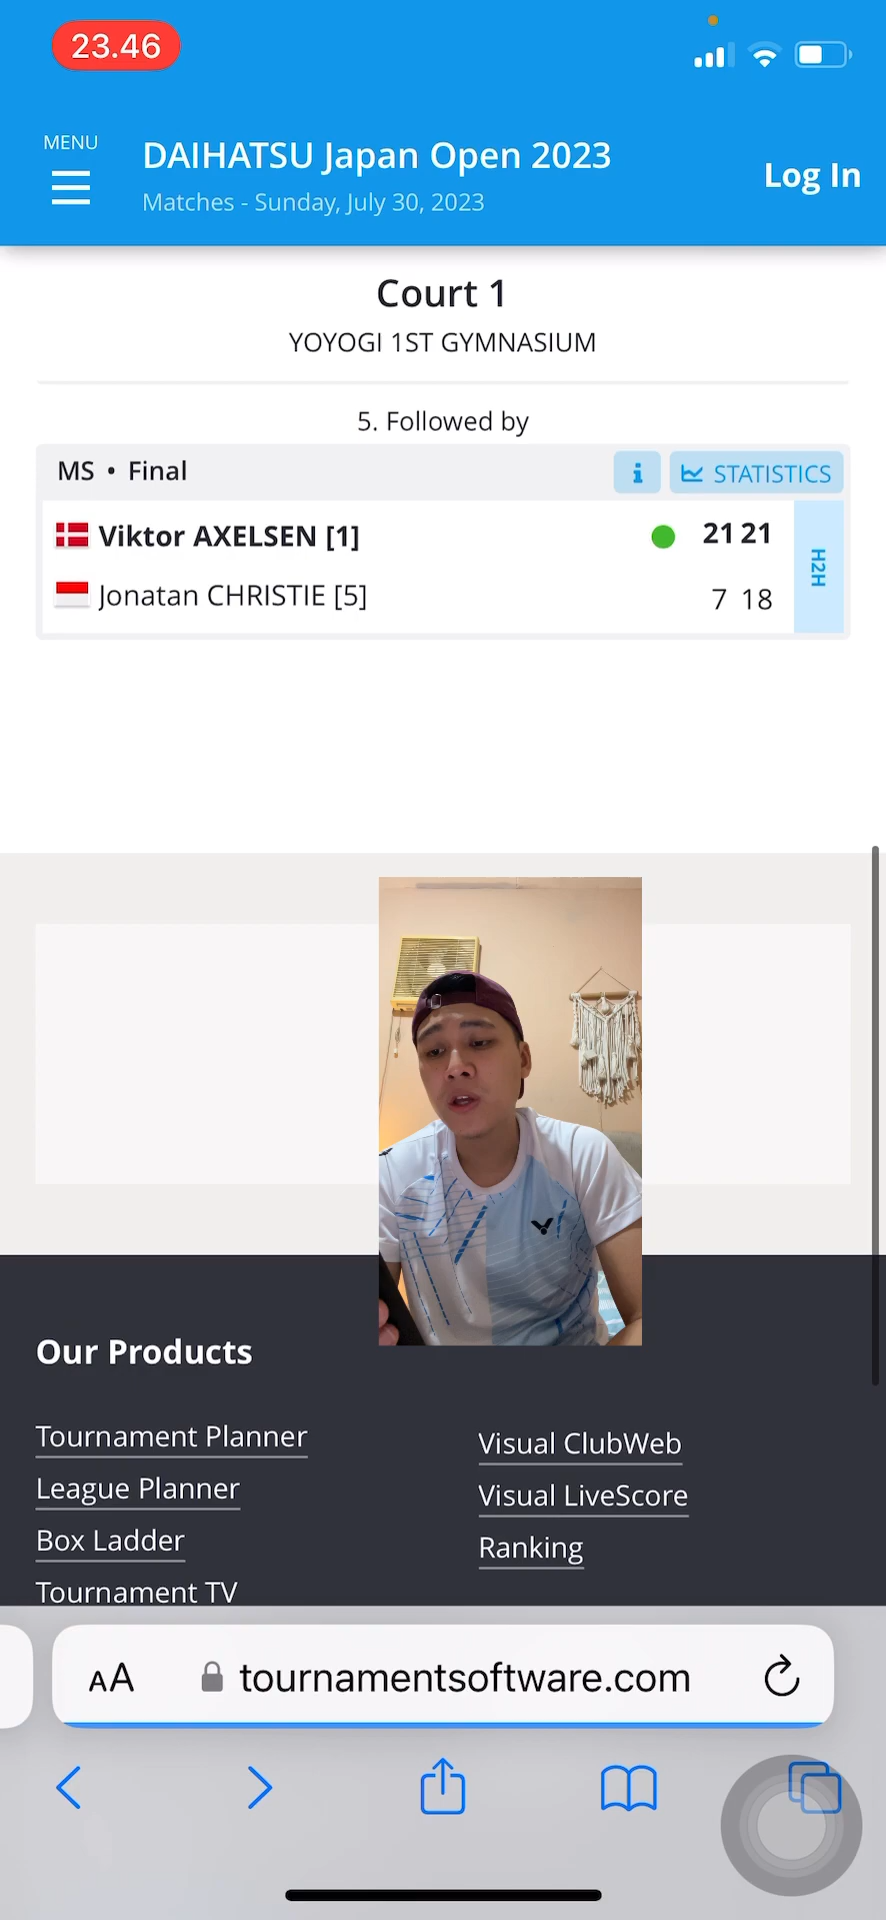 23.46
MENU
DAIHATSU Japan Open 2023
Matches - Sunday, July 30, 2023
Log In
Court 1
YOYOGI 1ST GYMNASIUM
5. Followed by
MS • Final
i
STATISTICS
Viktor AXELSEN [1]
21 21
Jonatan CHRISTIE [5]
7 18
H2H
Our Products
Tournament Planner
League Planner
Box Ladder
Tournament TV
Visual ClubWeb
Visual LiveScore
Ranking
AA
tournamentsoftware.com